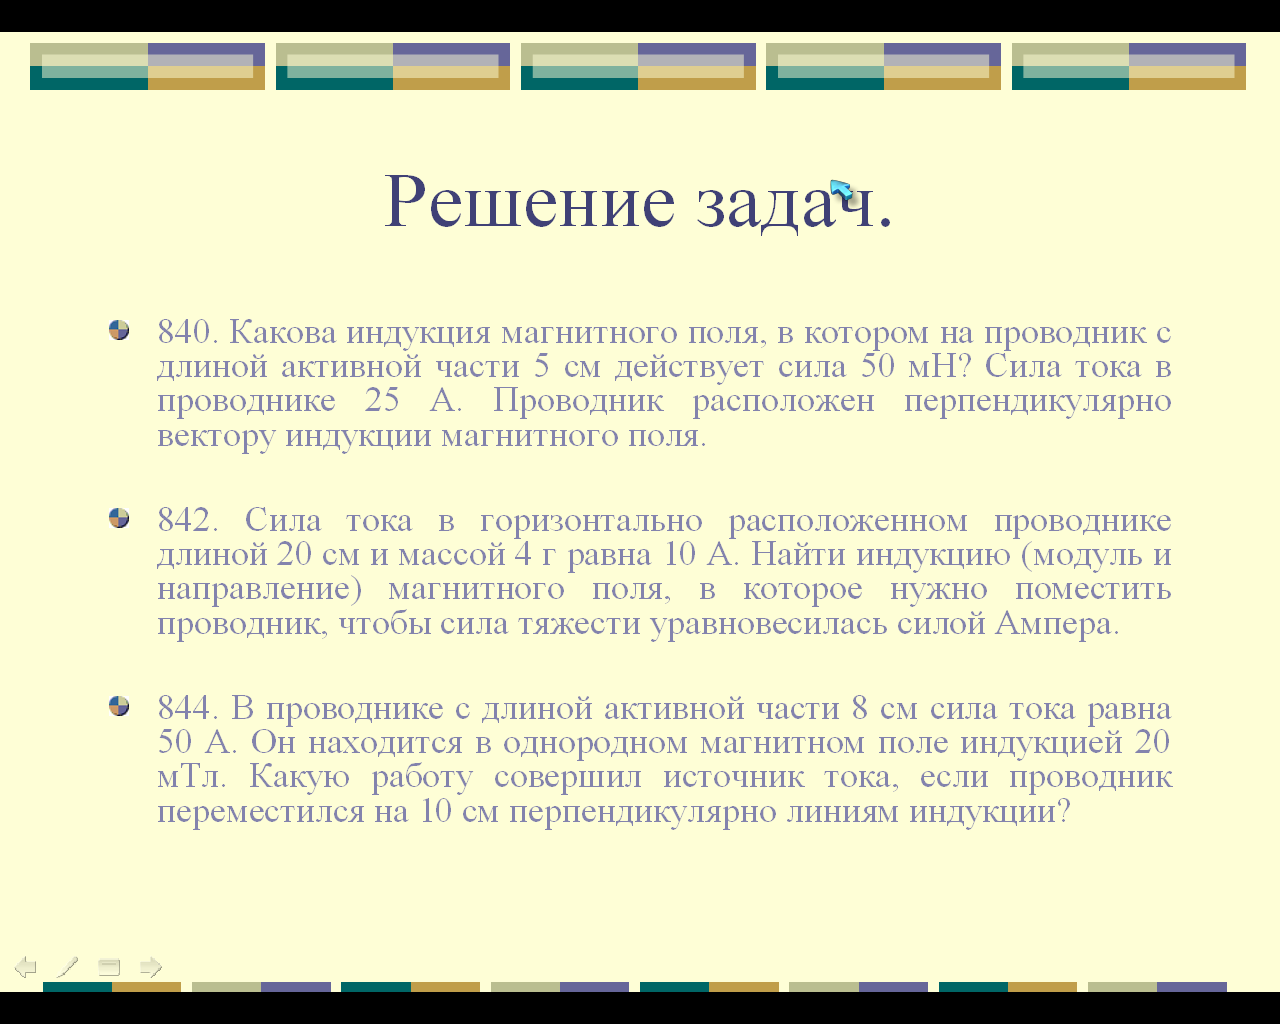 Решение задач.
840. Какова индукция магнитного поля, в котором на проводник с
длиной активной части 5 см действует сила 50 мН? Сила тока в
проводнике 25 А. Проводник расположен перпендикулярно
вектору индукции магнитного поля.
842. Сила тока в горизонтально расположенном проводнике
длиной 20 см и массой 4 г равна 10 А. Найти индукцию (модуль и
направление) магнитного поля, в которое нужно поместить
проводник, чтобы сила тяжести уравновесилась силой Ампера.
844. В проводнике с длиной активной части 8 см сила тока равна
50 А. Он находится в однородном магнитном поле индукцией 20
мТл. Какую работу совершил источник тока, если проводник
переместился на 10 см перпендикулярно линиям индукции?